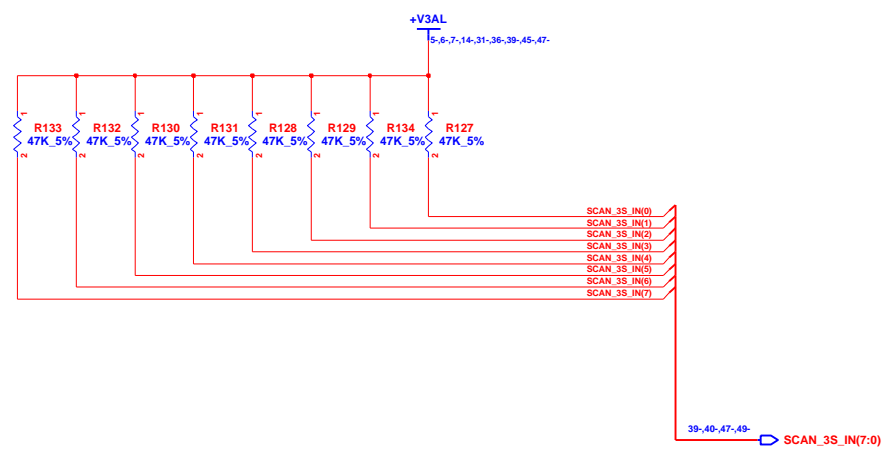 +V3AL
5-,6-,7-,14-,31-,36-,39-,45-,47-
1 1 1 1 1 1 1 1
R133 R132 R130 R131 R128 R129 R134 R127
47K_5% 47K_5% 47K_5% 47K_5% 47K_5% 47K_5% 47K_5% 47K_5%
2 2 2 2 2 2 2 2
SCAN_3S_IN(0)
SCAN_3S_IN(1)
SCAN_3S_IN(2)
SCAN_3S_IN(3)
SCAN_3S_IN(4)
SCAN_3S_IN(5)
SCAN_3S_IN(6)
SCAN_3S_IN(7)
39-,40-,47-,49-
SCAN_3S_IN(7:0)